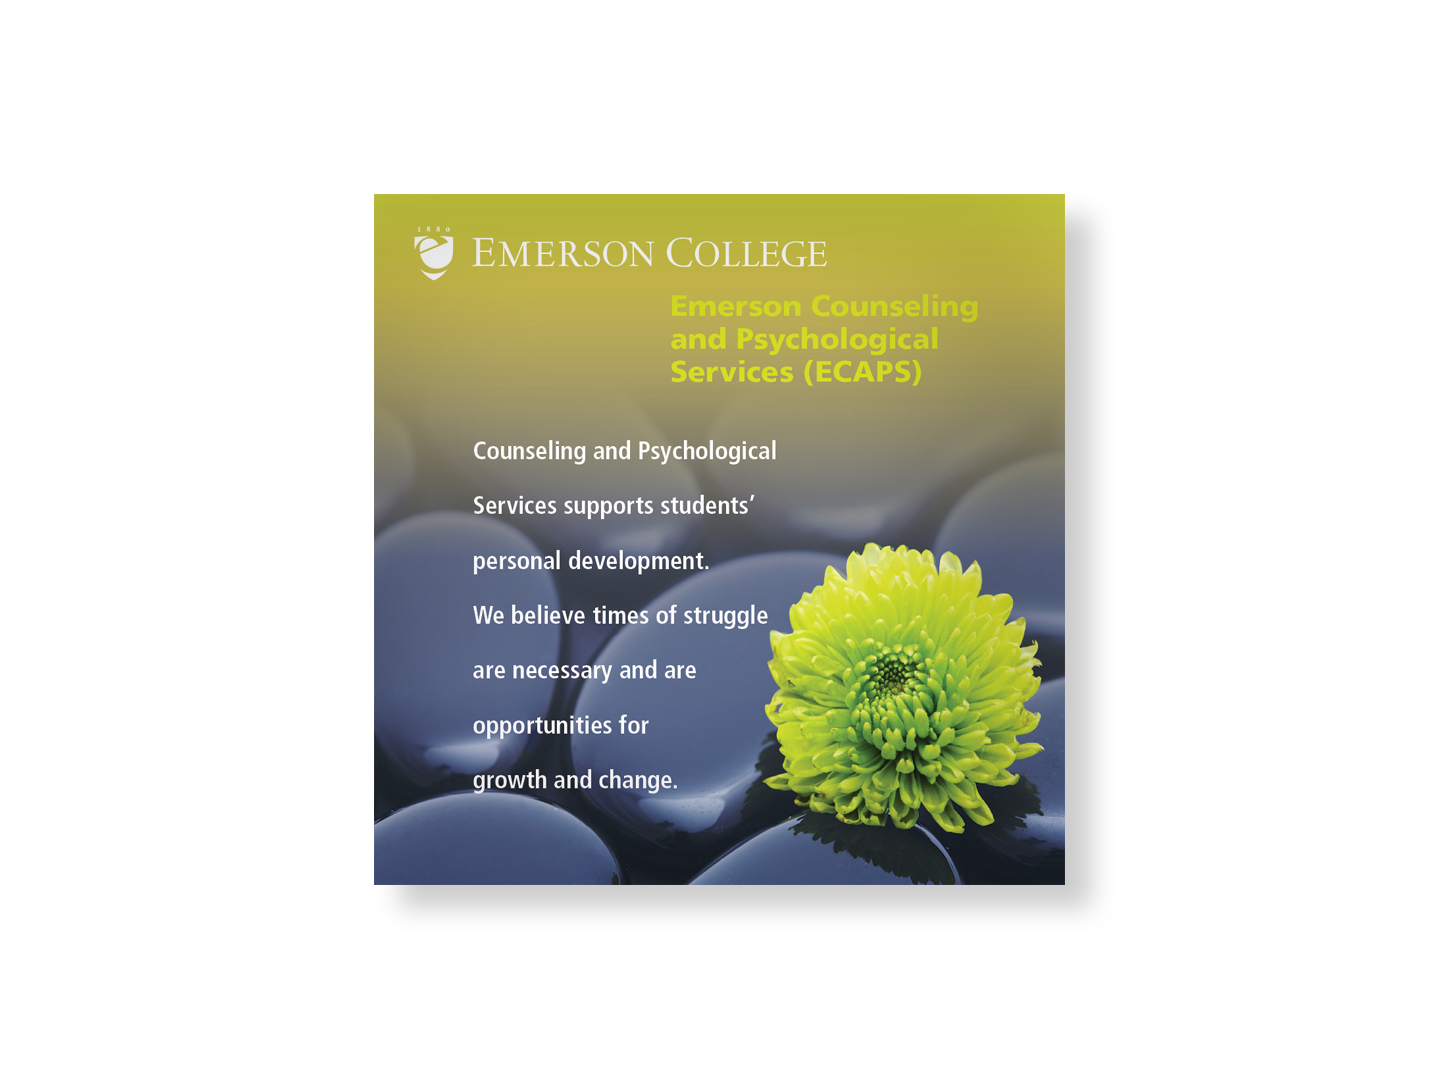 1880
EMERSON COLLEGE
Emerson Counseling
and Psychological
Services (ECAPS)
Counseling and Psychological
Services supports students’
personal development.
We believe times of struggle
are necessary and are
opportunities for
growth and change.